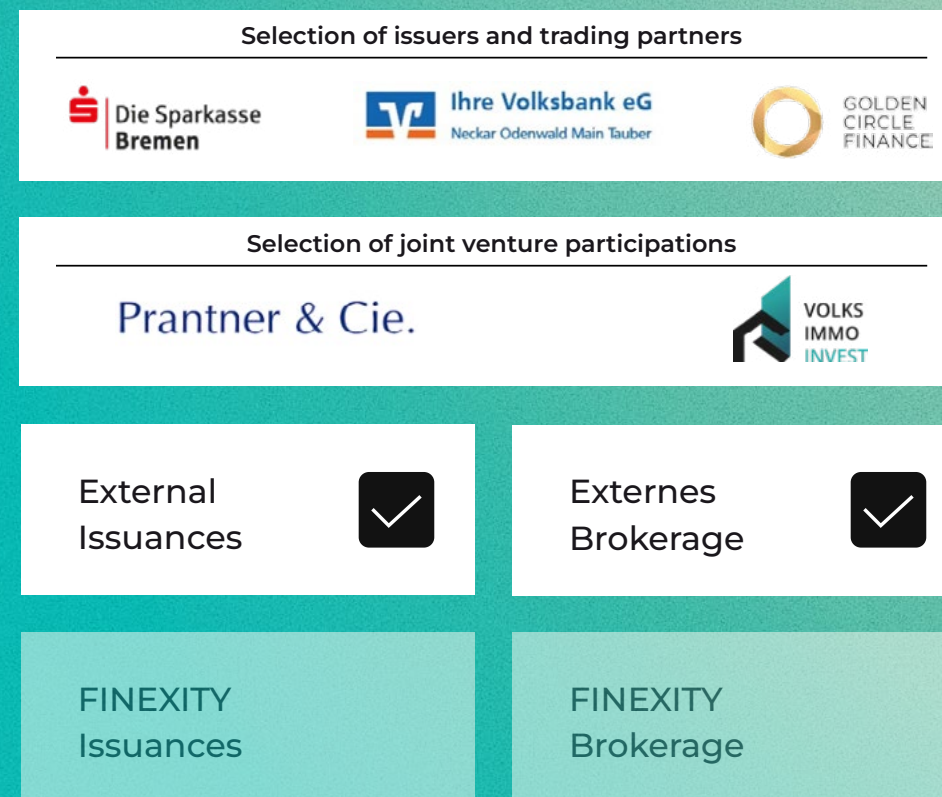 Selection of issuers and trading partners
Die Sparkasse
Bremen
Ihre Volksbank eG
Neckar Odenwald Main Tauber
GOLDEN
CIRCLE
FINANCE
Selection of joint venture participations
Prantner & Cie.
VOLKS
IMMO
INVEST
External
Issuances
Externes
Brokerage
FINEXITY
Issuances
FINEXITY
Brokerage